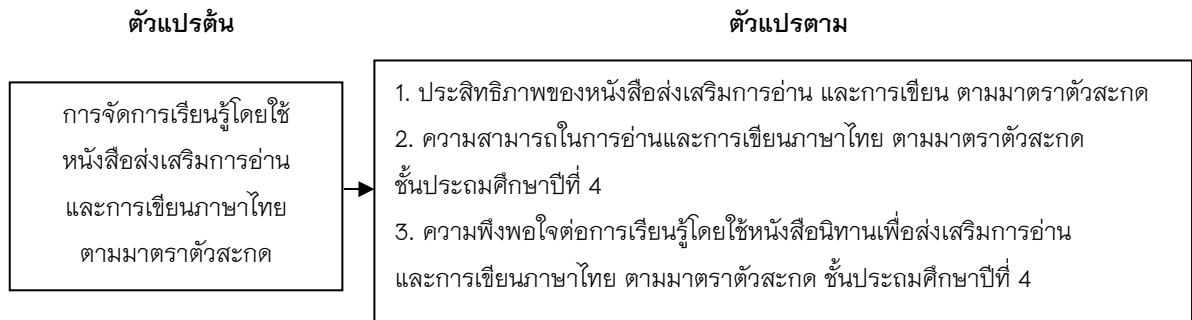 ตัวแปรต้น
ตัวแปรตาม
การจัดการเรียนรู้โดยใช้
หนังสือส่งเสริมการอ่าน
และการเขียนภาษาไทย
ตามมาตราตัวสะกด
1. ประสิทธิภาพของหนังสือส่งเสริมการอ่าน และการเขียน ตามมาตราตัวสะกด
2. ความสามารถในการอ่านและการเขียนภาษาไทย ตามมาตราตัวสะกด
ชั้นประถมศึกษาปีที่ 4
3. ความพึงพอใจต่อการเรียนรู้โดยใช้หนังสือนิทานเพื่อส่งเสริมการอ่าน
และการเขียนภาษาไทย ตามมาตราตัวสะกด ชั้นประถมศึกษาปีที่ 4